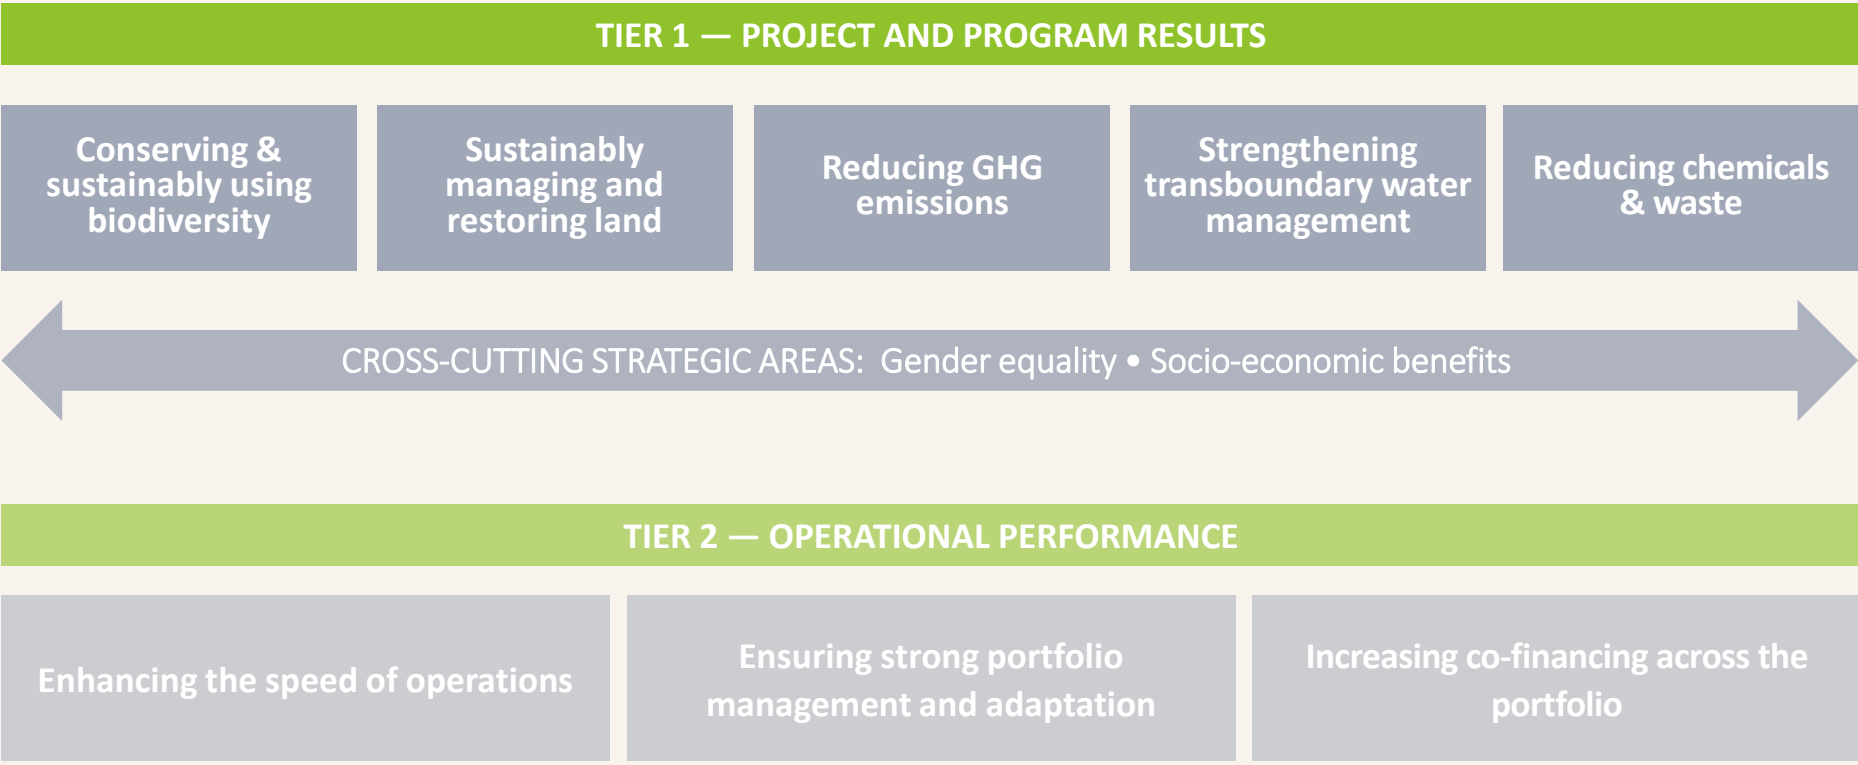 TIER 1 — PROJECT AND PROGRAM RESULTS
Conserving &
sustainably using
biodiversity
Sustainably
managing and
restoring land
Reducing GHG
emissions
Strengthening
transboundary water
management
Reducing chemicals
& waste
CROSS-CUTTING STRATEGIC AREAS: Gender equality • Socio-economic benefits
TIER 2 — OPERATIONAL PERFORMANCE
Enhancing the speed of operations
Ensuring strong portfolio
management and adaptation
Increasing co-financing across the
portfolio